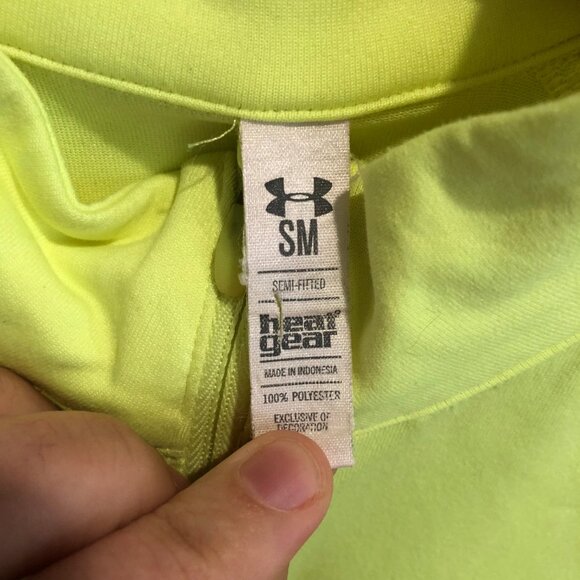 SM
SEMI-FITTED
heat
gear
MADE IN INDONESIA
100% POLYESTER
EXCLUSIVE OF
DECORATION